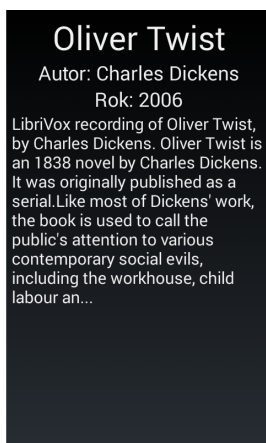 Oliver Twist
Autor: Charles Dickens
Rok: 2006
LibriVox recording of Oliver Twist,
by Charles Dickens. Oliver Twist is
an 1838 novel by Charles Dickens.
It was originally published as a
serial.Like most of Dickens' work,
the book is used to call the
public's attention to various
contemporary social evils,
including the workhouse, child
labour an...